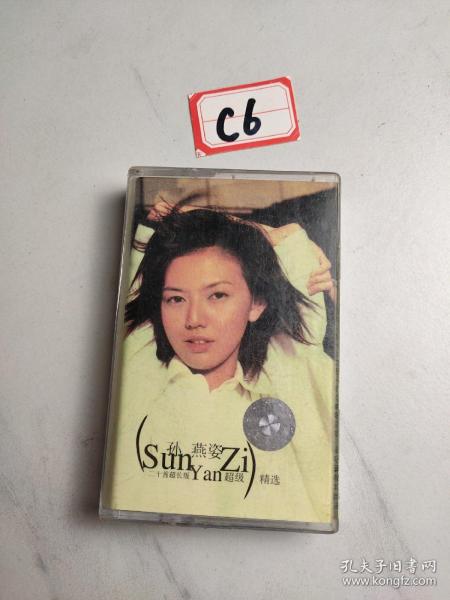 C6
孙燕姿
(Sun Yan Zi)
二十首超长版 超级 精选
孔夫子旧书网
www.kongfz.com